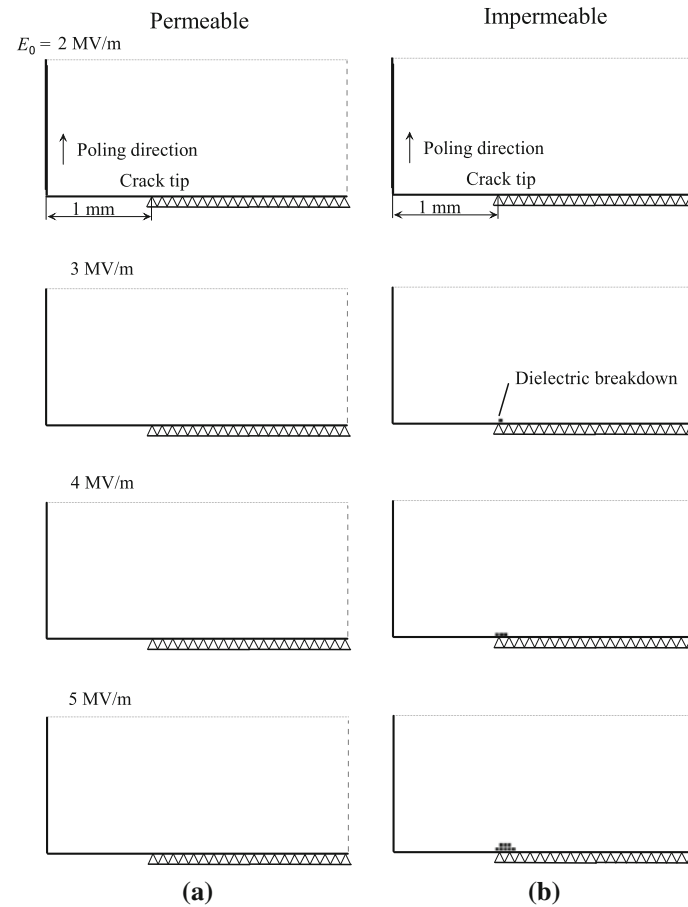 Permeable
Impermeable
E₀ = 2 MV/m
Poling direction
Crack tip
1 mm
Poling direction
Crack tip
1 mm
3 MV/m
Dielectric breakdown
4 MV/m
5 MV/m
(a)
(b)